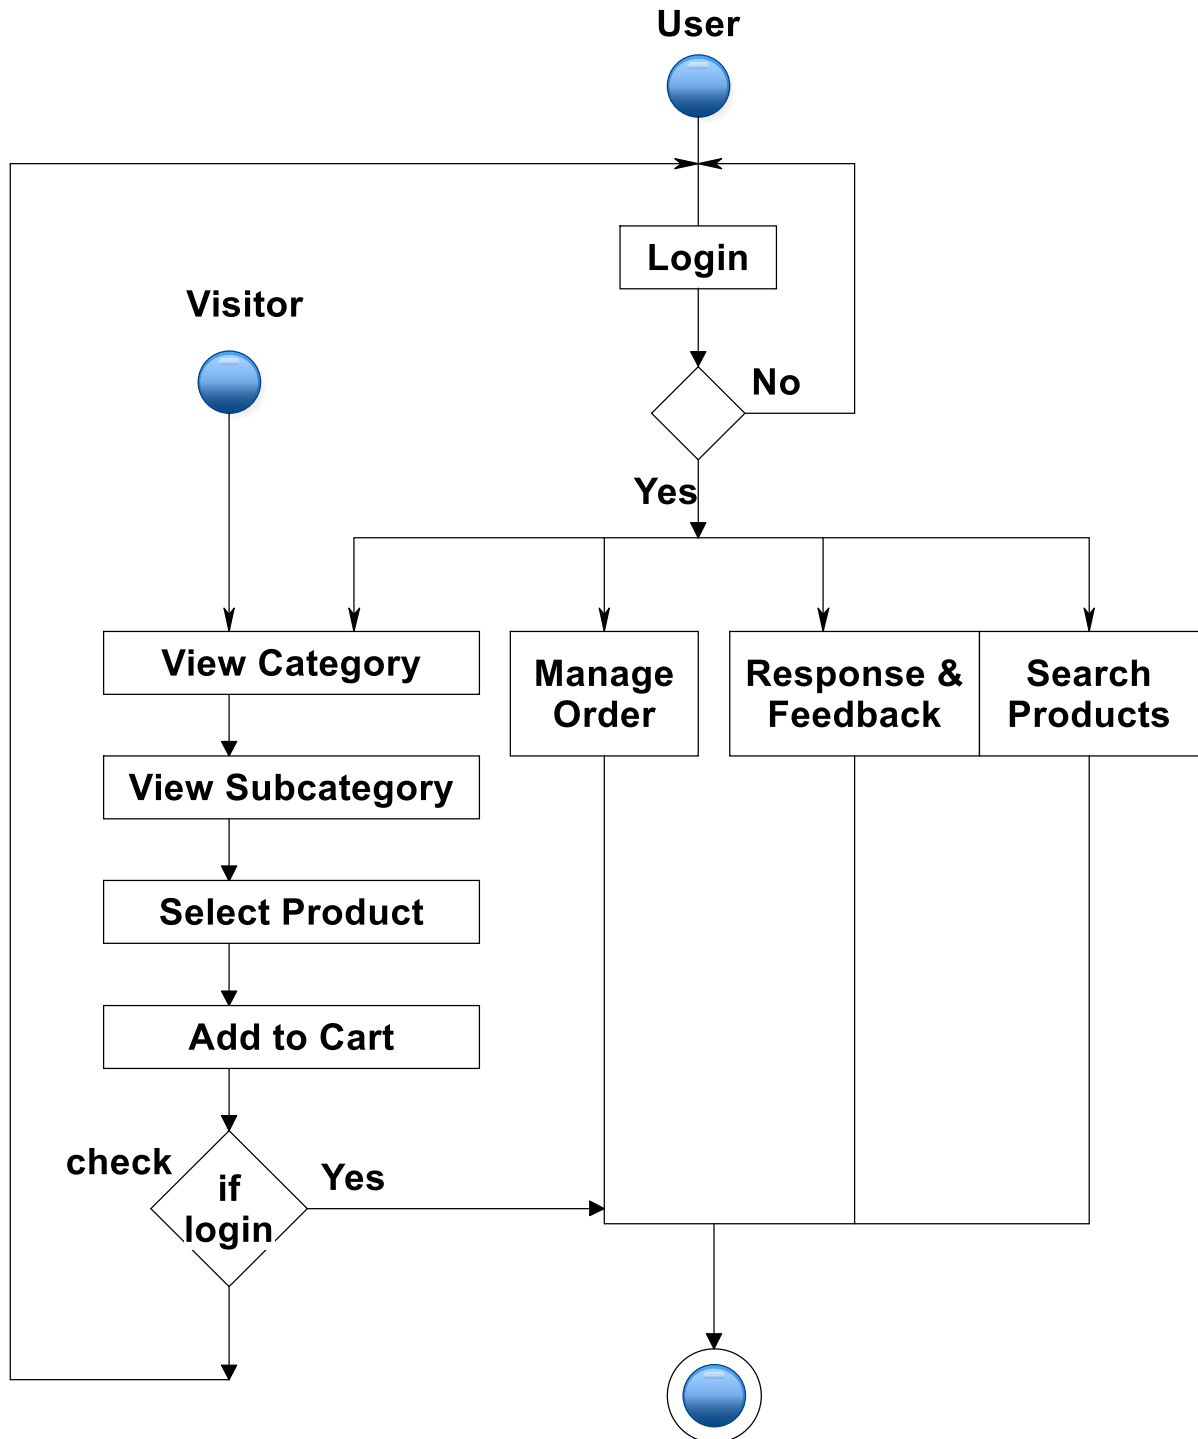 User
Login
Visitor
No
Yes
View Category
Manage
Order
Response &
Feedback
Search
Products
View Subcategory
Select Product
Add to Cart
check
if
login
Yes